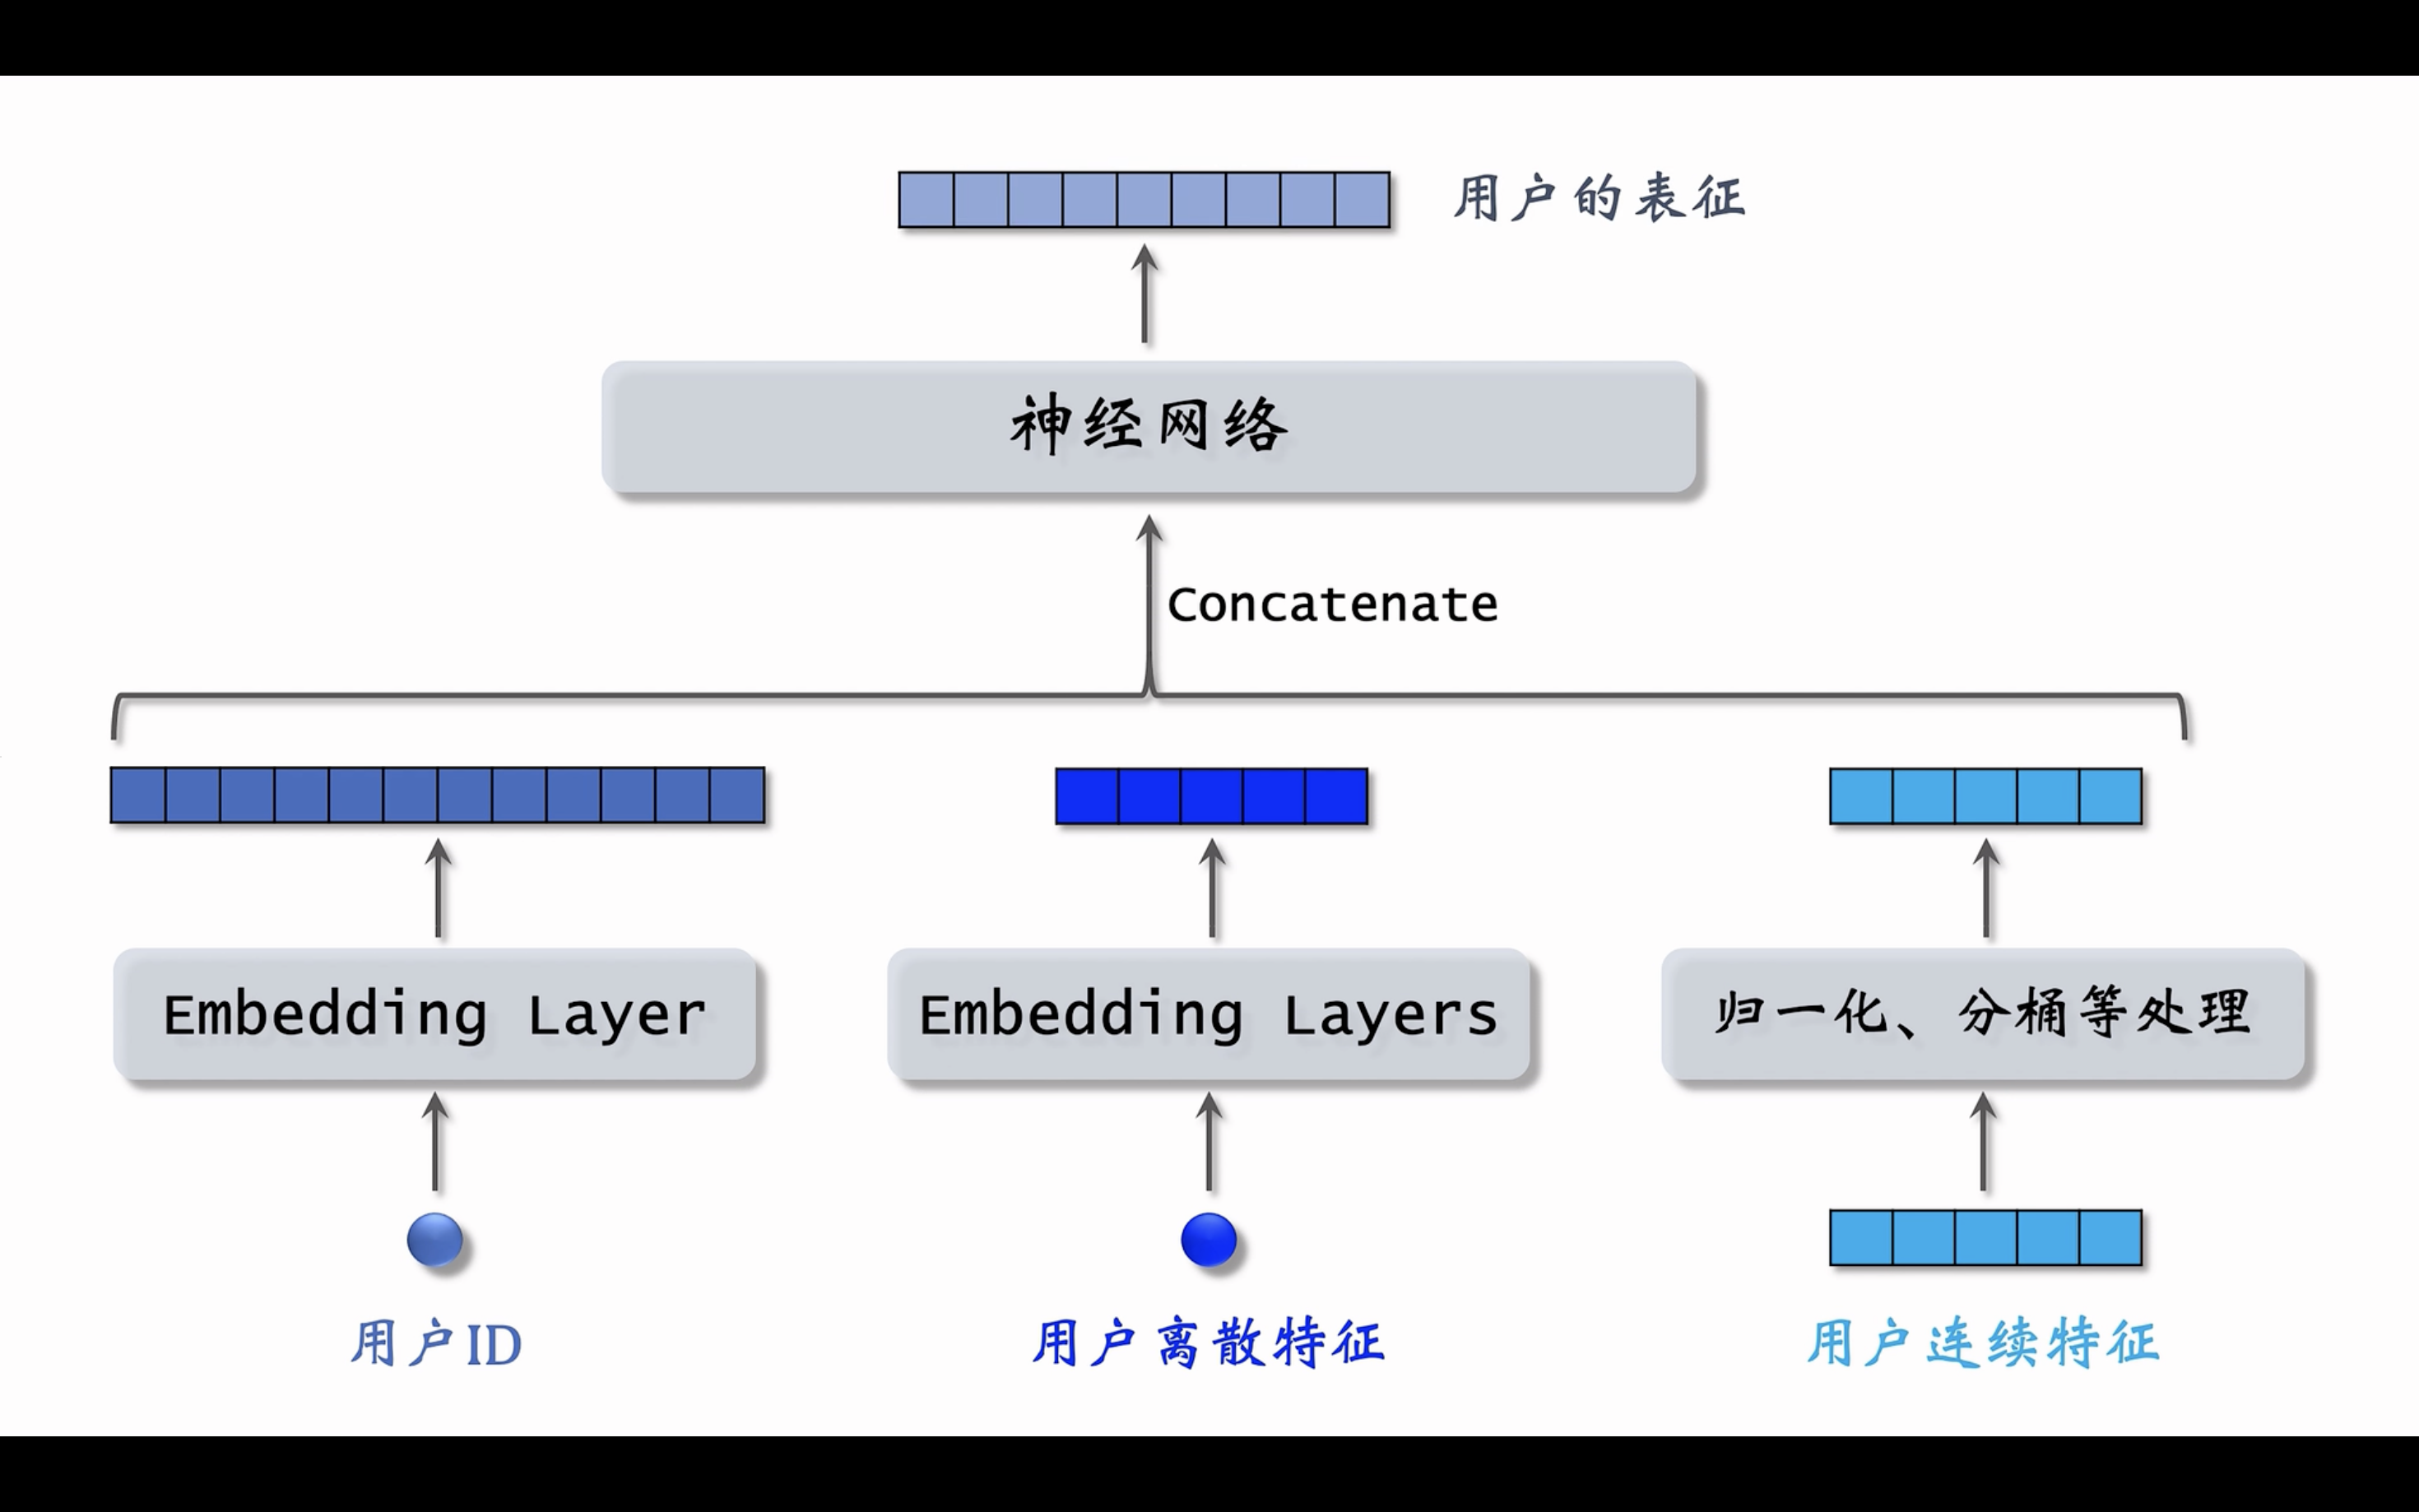 用户的表征
神经网络
Concatenate
Embedding Layer
Embedding Layers
归一化、分桶等处理
用户ID
用户离散特征
用户连续特征